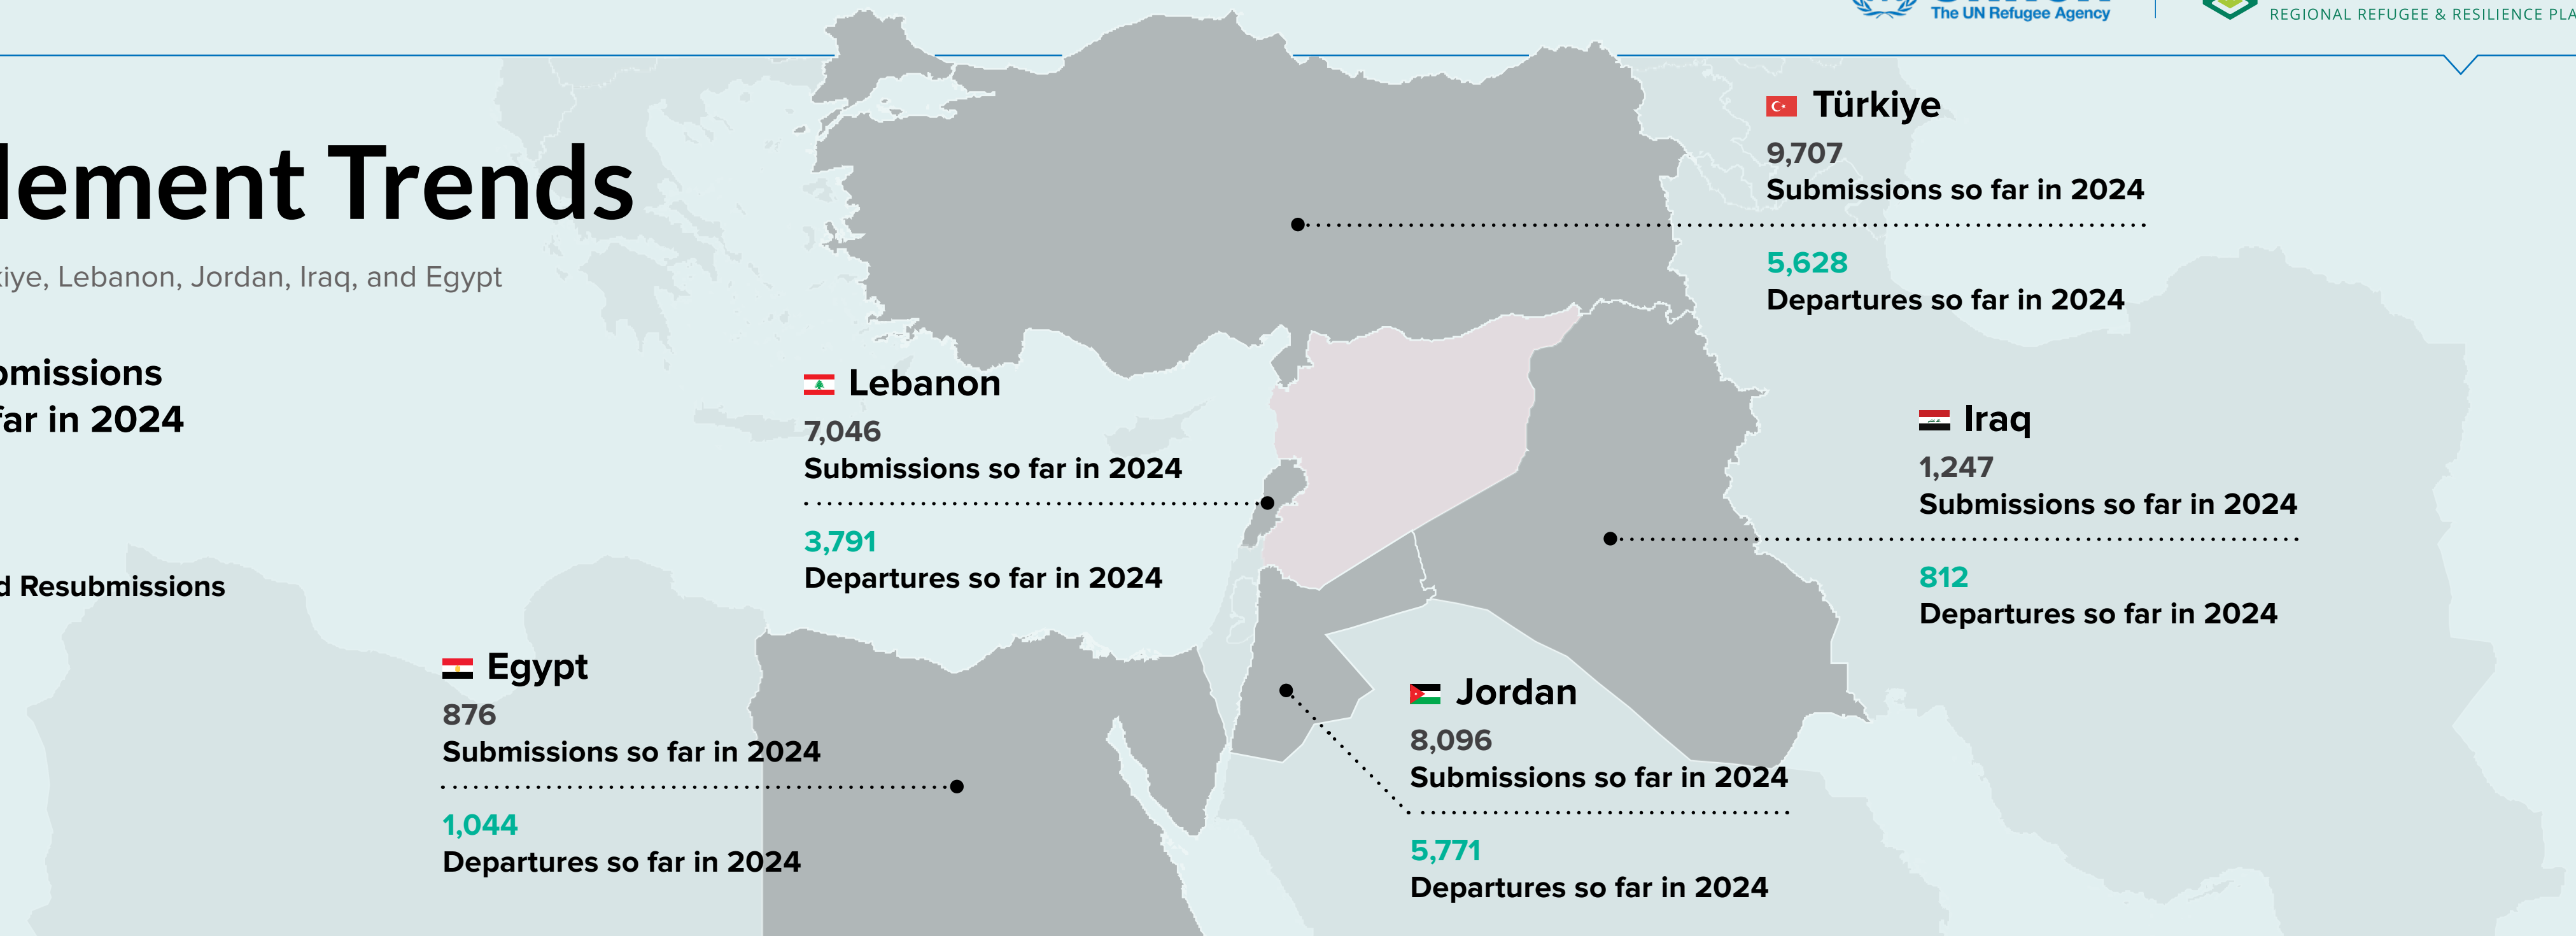 The UN Refugee Agency
REGIONAL REFUGEE & RESILIENCE
Trends
Lebanon, Jordan, Iraq, and Egypt
far in 2024
Resubmissions
Türkiye
9,707
Submissions so far in 2024
5,628
Departures so far in 2024
Lebanon
7,046
Submissions so far in 2024
3,791
Departures so far in 2024
Iraq
1,247
Submissions so far in 2024
812
Departures so far in 2024
Egypt
876
Submissions so far in 2024
1,044
Departures so far in 2024
Jordan
8,096
Submissions so far in 2024
5,771
Departures so far in 2024